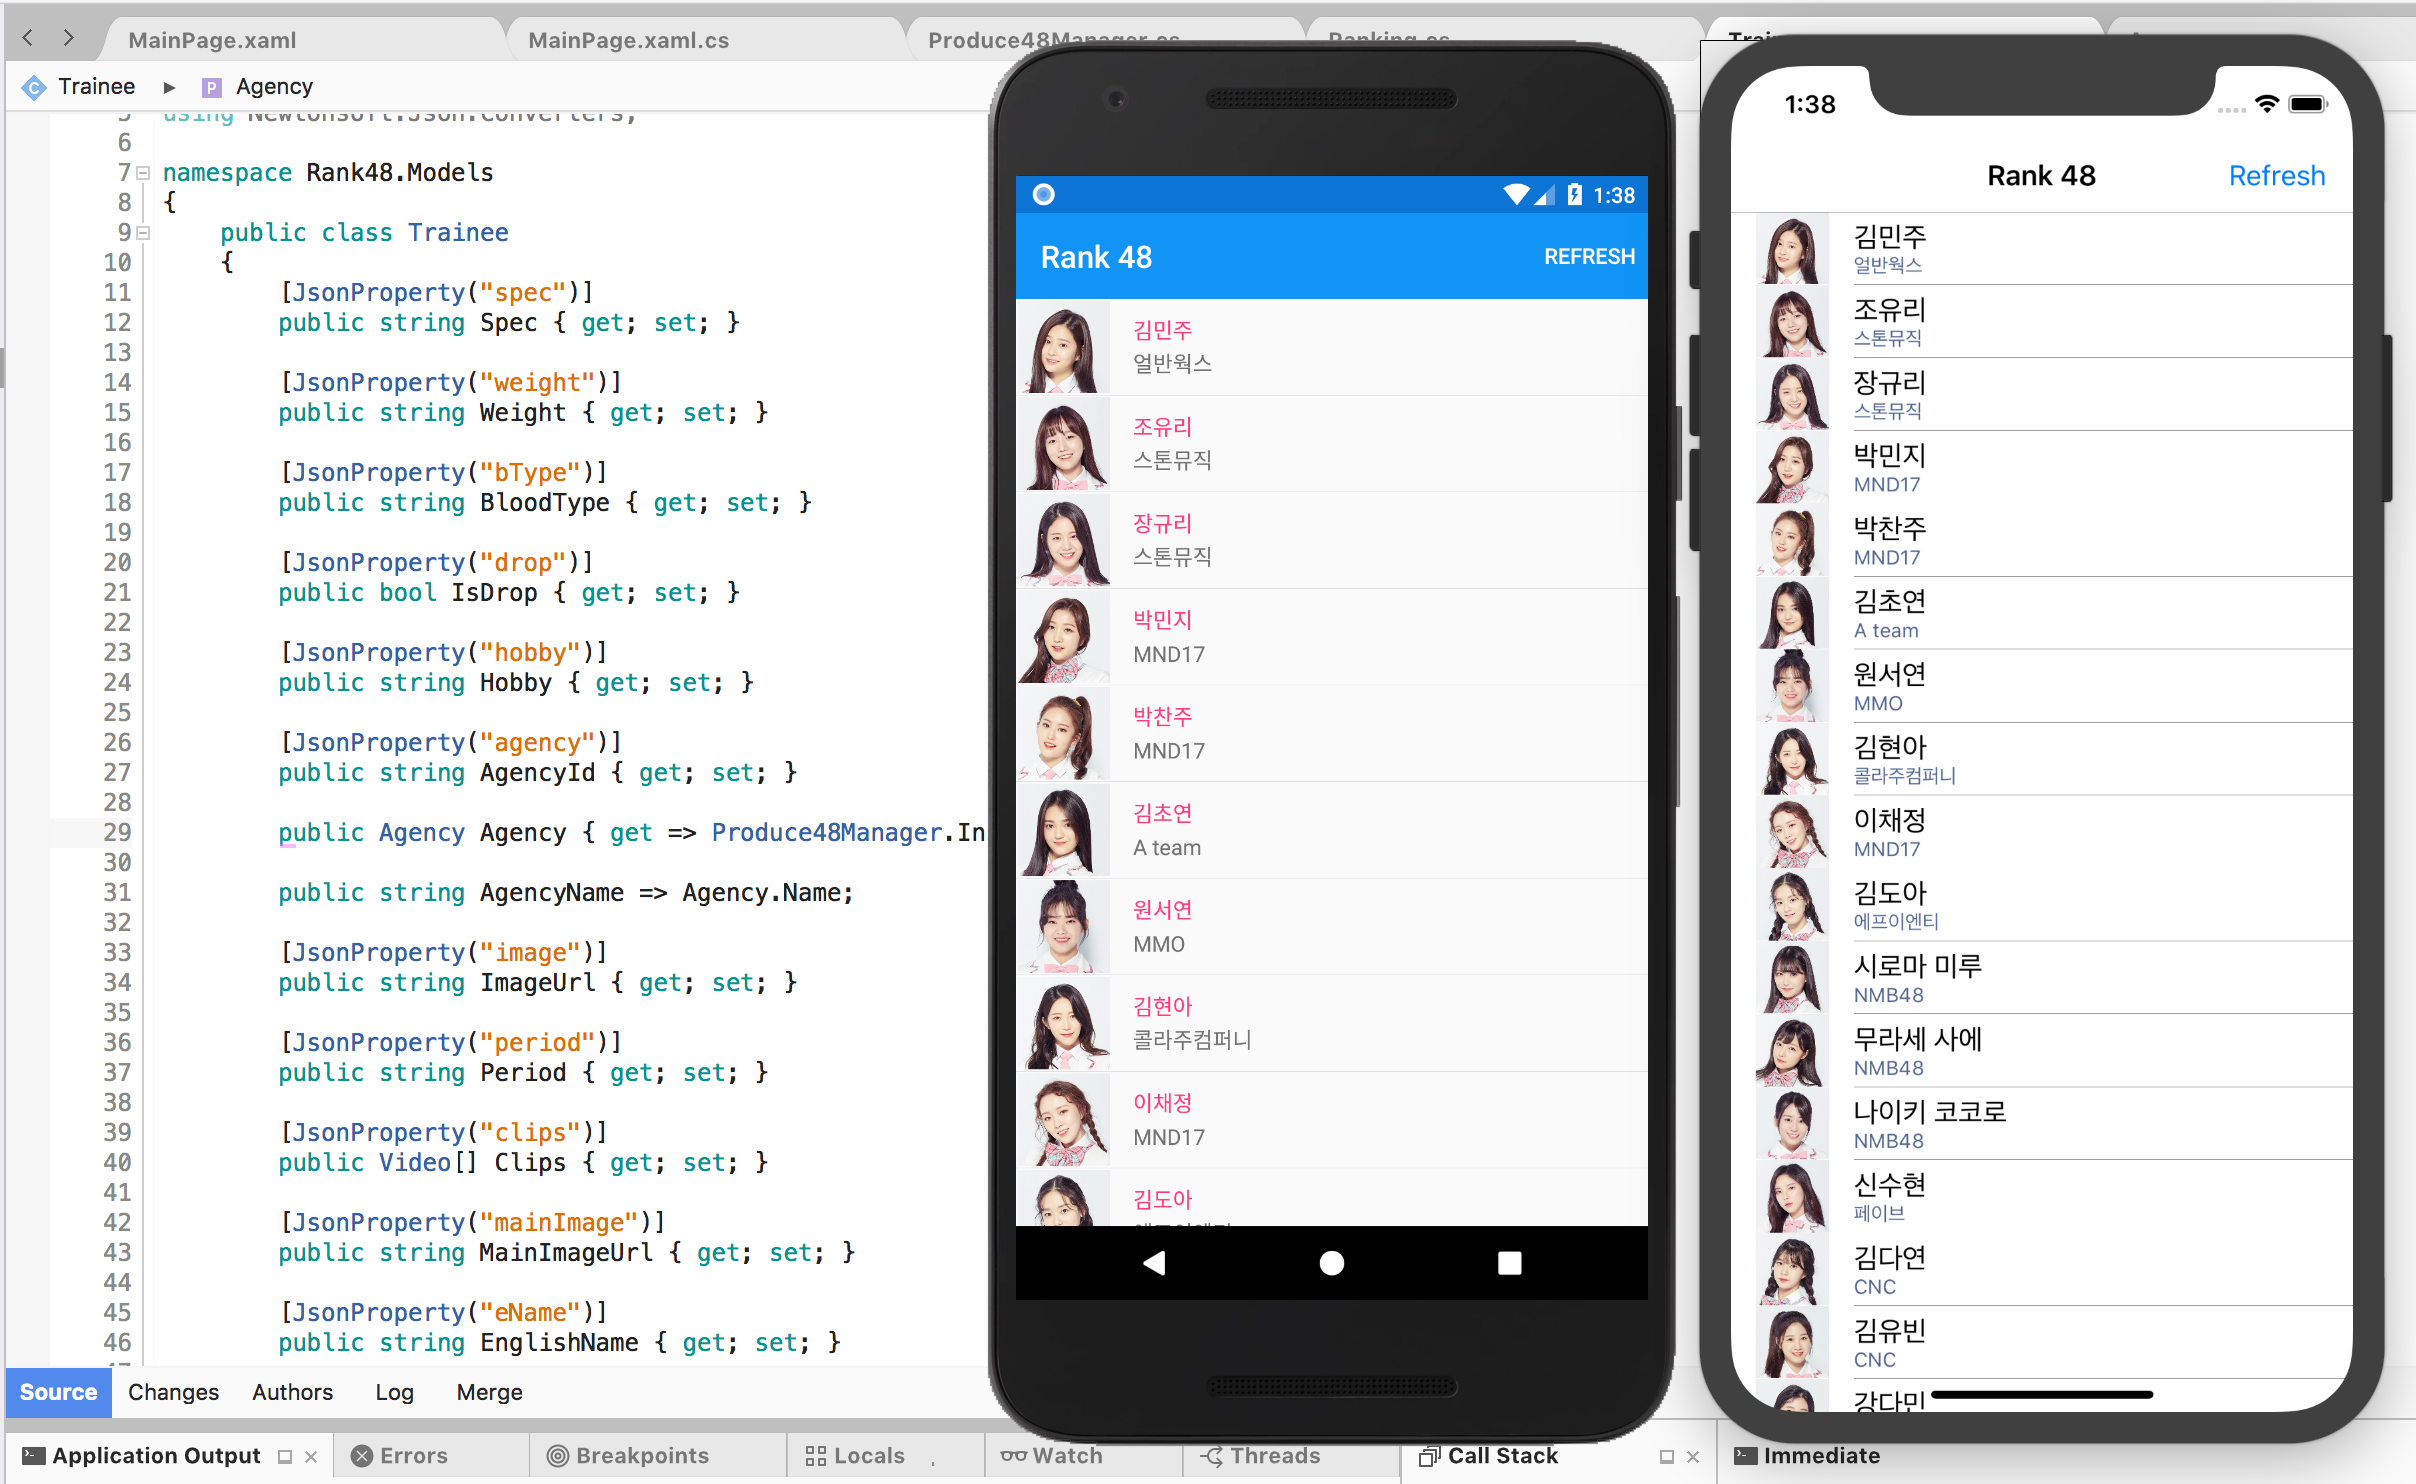 MainPage.xaml
MainPage.xaml.cs
Produce48Manager.cs
Ranking.cs
Trainee
Agency
5 using Newtonsoft.Json.Converters;
6
7 namespace Rank48.Models
8 {
9 public class Trainee
10 {
11 [JsonProperty("spec")]
12 public string Spec { get; set; }
13
14 [JsonProperty("weight")]
15 public string Weight { get; set; }
16
17 [JsonProperty("bType")]
18 public string BloodType { get; set; }
19
20 [JsonProperty("drop")]
21 public bool IsDrop { get; set; }
22
23 [JsonProperty("hobby")]
24 public string Hobby { get; set; }
25
26 [JsonProperty("agency")]
27 public string AgencyId { get; set; }
28
29 public Agency Agency { get => Produce48Manager.In
30
31 public string AgencyName => Agency.Name;
32
33 [JsonProperty("image")]
34 public string ImageUrl { get; set; }
35
36 [JsonProperty("period")]
37 public string Period { get; set; }
38
39 [JsonProperty("clips")]
40 public Video[] Clips { get; set; }
41
42 [JsonProperty("mainImage")]
43 public string MainImageUrl { get; set; }
44
45 [JsonProperty("eName")]
46 public string EnglishName { get; set; }
Source Changes Authors Log Merge
Application Output Errors Breakpoints Locals Watch Threads Call Stack Immediate
1:38
Rank 48 REFRESH
김민주
얼반웍스
조유리
스톤뮤직
장규리
스톤뮤직
박민지
MND17
박찬주
MND17
김초연
A team
원서연
MMO
김현아
콜라주컴퍼니
이채정
MND17
김도아
1:38
Rank 48 Refresh
김민주
얼반웍스
조유리
스톤뮤직
장규리
스톤뮤직
박민지
MND17
박찬주
MND17
김초연
A team
원서연
MMO
김현아
콜라주컴퍼니
이채정
MND17
김도아
에프이엔티
시로마 미루
NMB48
무라세 사에
NMB48
나이키 코코로
NMB48
신수현
페이브
김다연
CNC
김유빈
CNC
강다민